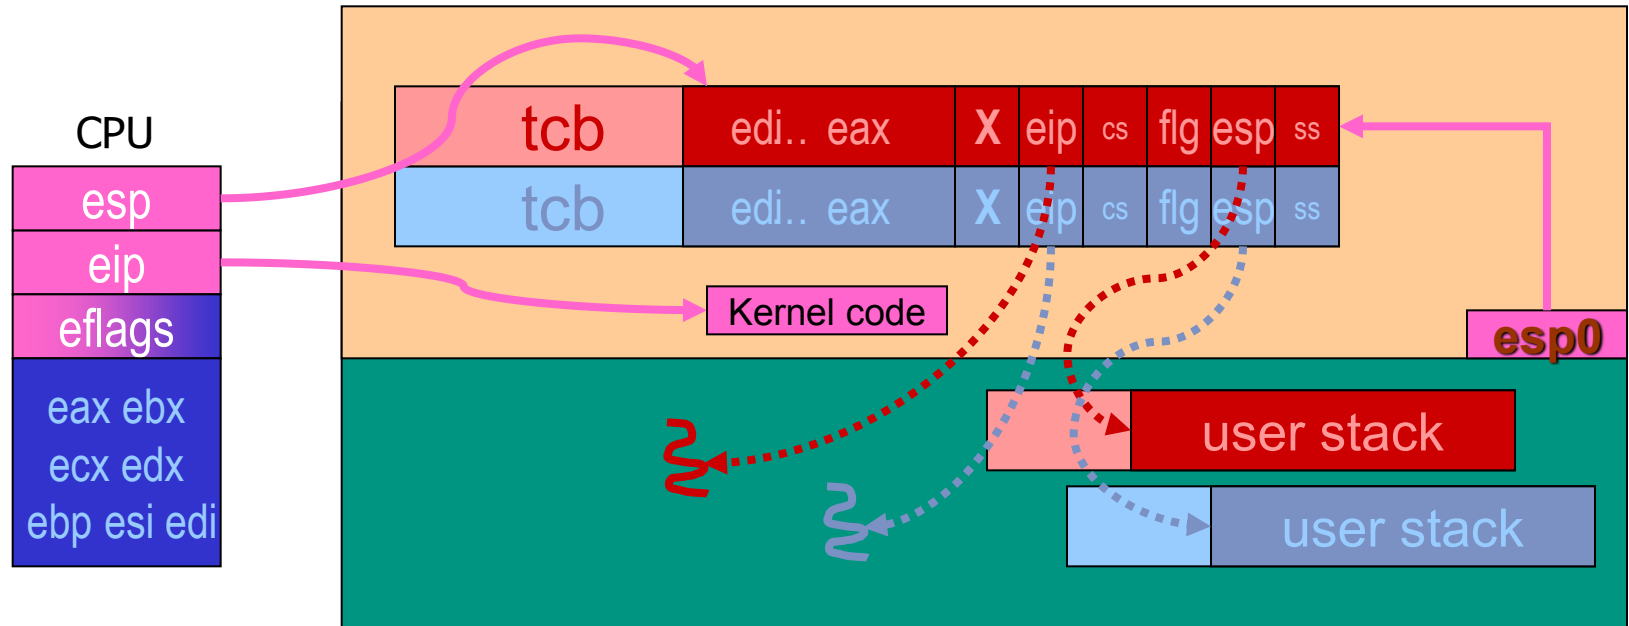 CPU
esp
eip
eflags
eax ebx
ecx edx
ebp esi edi
tcb edi.. eax X eip cs flg esp ss
tcb edi.. eax X eip cs flg esp ss
Kernel code
esp0
user stack
user stack